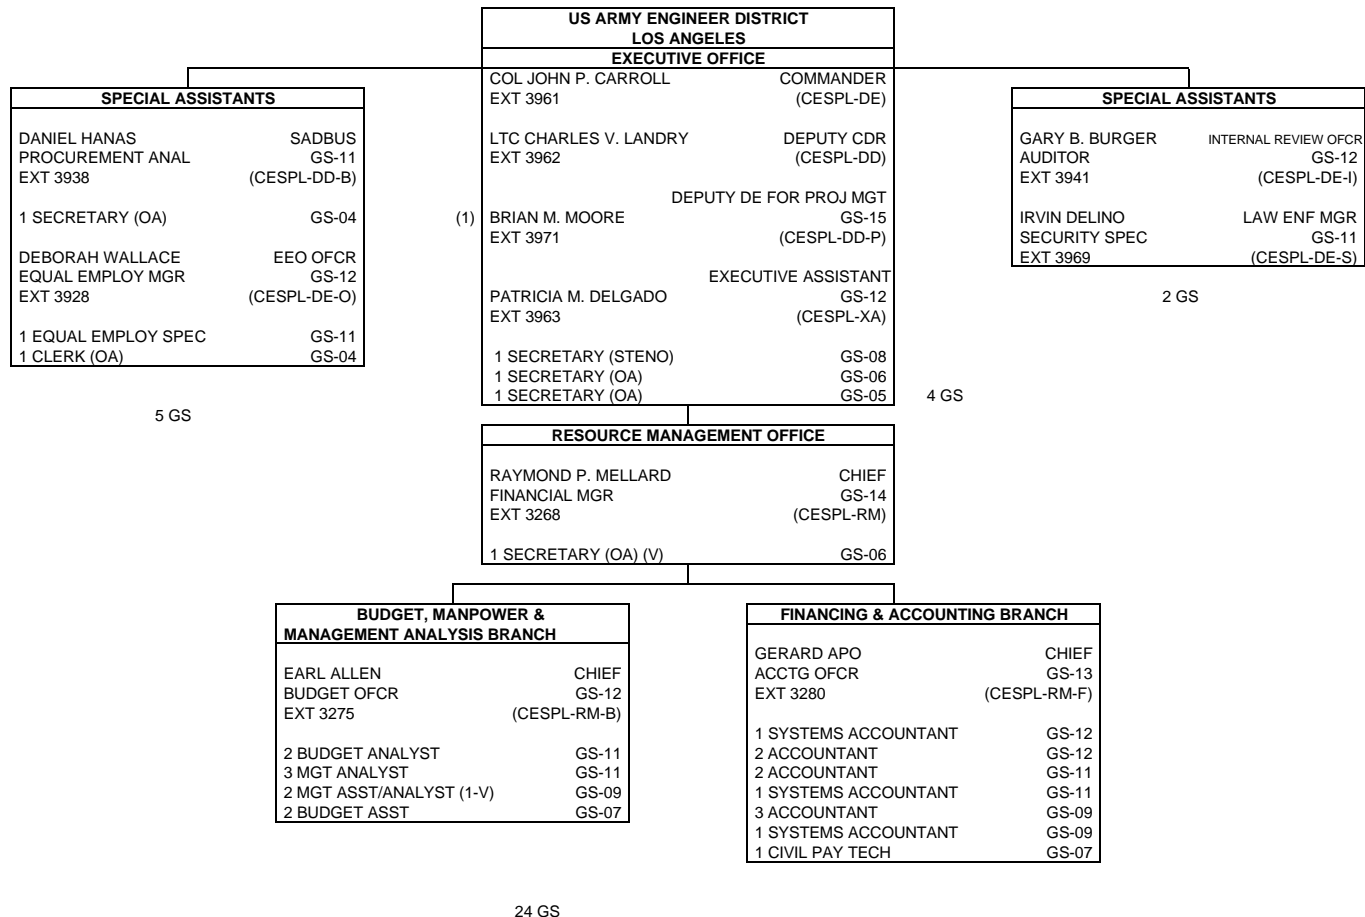 US ARMY ENGINEER DISTRICT
LOS ANGELES
EXECUTIVE OFFICE
COL JOHN P. CARROLL COMMANDER
EXT 3961 (CESPL-DE)
LTC CHARLES V. LANDRY DEPUTY CDR
EXT 3962 (CESPL-DD)
DEPUTY DE FOR PROJ MGT
(1) BRIAN M. MOORE GS-15
EXT 3971 (CESPL-DD-P)
EXECUTIVE ASSISTANT
PATRICIA M. DELGADO GS-12
EXT 3963 (CESPL-XA)
1 SECRETARY (STENO) GS-08
1 SECRETARY (OA) GS-06
1 SECRETARY (OA) GS-05
4 GS
SPECIAL ASSISTANTS
DANIEL HANAS SADBUS
PROCUREMENT ANAL GS-11
EXT 3938 (CESPL-DD-B)
1 SECRETARY (OA) GS-04
DEBORAH WALLACE EEO OFCR
EQUAL EMPLOY MGR GS-12
EXT 3928 (CESPL-DE-O)
1 EQUAL EMPLOY SPEC GS-11
1 CLERK (OA) GS-04
5 GS
SPECIAL ASSISTANTS
GARY B. BURGER INTERNAL REVIEW OFCR
AUDITOR GS-12
EXT 3941 (CESPL-DE-I)
IRVIN DELINO LAW ENF MGR
SECURITY SPEC GS-11
EXT 3969 (CESPL-DE-S)
2 GS
RESOURCE MANAGEMENT OFFICE
RAYMOND P. MELLARD CHIEF
FINANCIAL MGR GS-14
EXT 3268 (CESPL-RM)
1 SECRETARY (OA) (V) GS-06
BUDGET, MANPOWER &
MANAGEMENT ANALYSIS BRANCH
EARL ALLEN CHIEF
BUDGET OFCR GS-12
EXT 3275 (CESPL-RM-B)
2 BUDGET ANALYST GS-11
3 MGT ANALYST GS-11
2 MGT ASST/ANALYST (1-V) GS-09
2 BUDGET ASST GS-07
FINANCING & ACCOUNTING BRANCH
GERARD APO CHIEF
ACCTG OFCR GS-13
EXT 3280 (CESPL-RM-F)
1 SYSTEMS ACCOUNTANT GS-12
2 ACCOUNTANT GS-12
2 ACCOUNTANT GS-11
1 SYSTEMS ACCOUNTANT GS-11
3 ACCOUNTANT GS-09
1 SYSTEMS ACCOUNTANT GS-09
1 CIVIL PAY TECH GS-07
24 GS